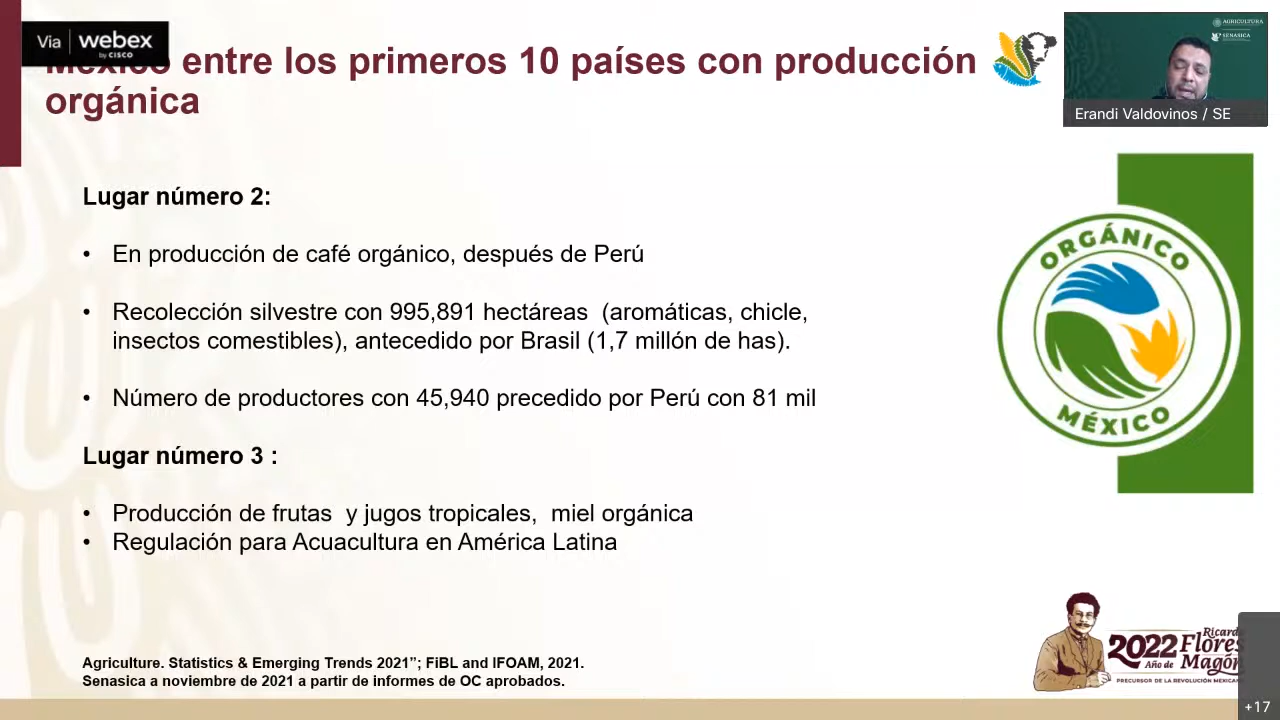 Via webex
by CISCO
México entre los primeros 10 países con producción
orgánica
AGRICULTURA
SENASICA
Erandi Valdovinos / SE
Lugar número 2:
• En producción de café orgánico, después de Perú
• Recolección silvestre con 995,891 hectáreas (aromáticas, chicle,
insectos comestibles), antecedido por Brasil (1,7 millón de has).
• Número de productores con 45,940 precedido por Perú con 81 mil
Lugar número 3 :
• Producción de frutas y jugos tropicales, miel orgánica
• Regulación para Acuacultura en América Latina
ORGÁNICO
MÉXICO
Agriculture. Statistics & Emerging Trends 2021”; FiBL and IFOAM, 2021.
Senasica a noviembre de 2021 a partir de informes de OC aprobados.
2022
Año de
Ricardo
Flores
Magón
PRECURSOR DE LA REVOLUCIÓN MEXICANA
+17